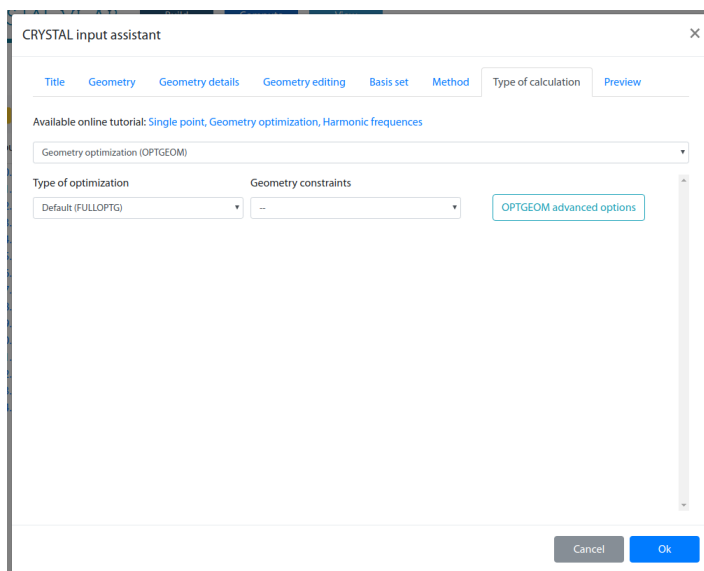 CRYSTAL input assistant
×
Title Geometry Geometry details Geometry editing Basis set Method Type of calculation Preview
Available online tutorial: Single point, Geometry optimization, Harmonic frequences
Geometry optimization (OPTGEOM)
Type of optimization Geometry constraints
Default (FULLOPTG) -- OPTGEOM advanced options
Cancel Ok